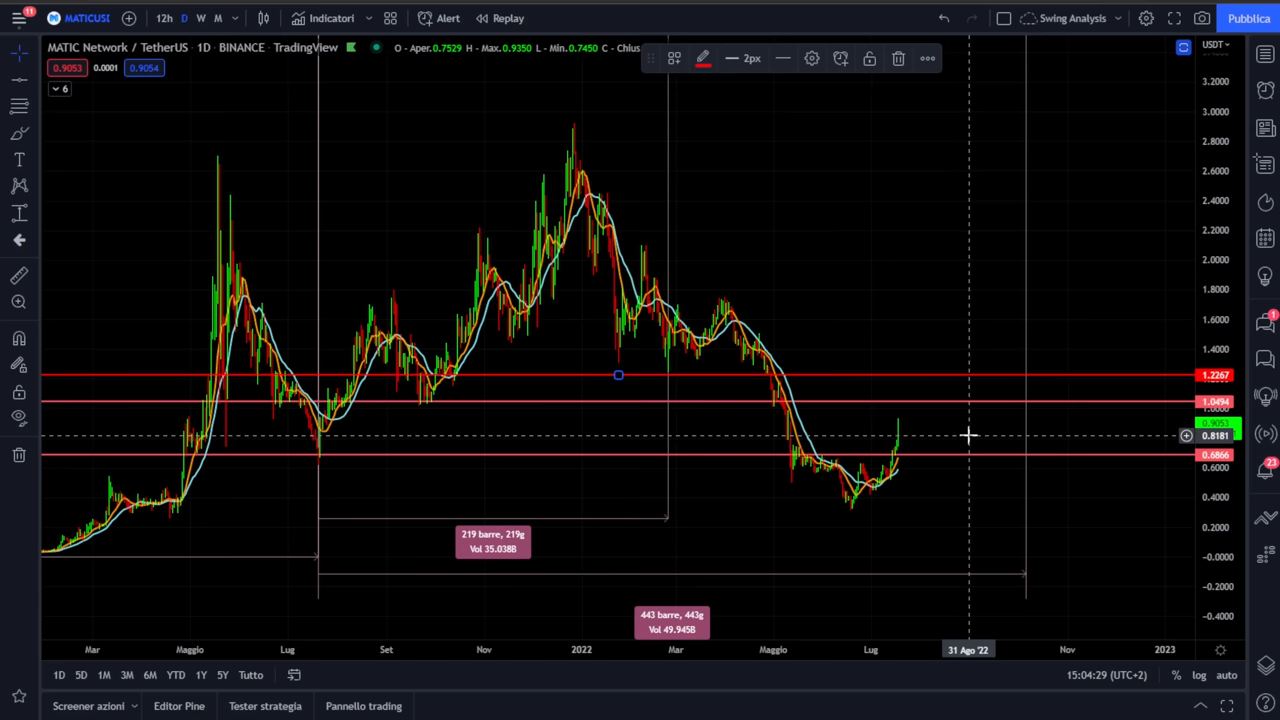 11
MATICUSI
12h D W M
Indicatori
Alert
Replay
Swing Analysis
Pubblica
MATIC Network / TetherUS · 1D · BINANCE · TradingView
O - Aper.0.7529 H - Max.0.9350 L - Min.0.7450 C - Chius
2px
USDT
0.9053 0.0001 0.9054
6
3.2000
3.0000
2.8000
2.6000
2.4000
2.2000
2.0000
1.8000
1.6000
1.4000
1.2267
1.0494
0.9053
0.8181
0.6866
0.6000
0.4000
0.2000
-0.0000
-0.2000
-0.4000
219 barre, 219g
Vol 35.038B
443 barre, 443g
Vol 49.945B
Mar Maggio Lug Set Nov 2022 Mar Maggio Lug 31 Ago '22 Nov 2023
1D 5D 1M 3M 6M YTD 1Y 5Y Tutto
15:04:29 (UTC+2) % log auto
Screener azioni Editor Pine Tester strategia Pannello trading
1
23